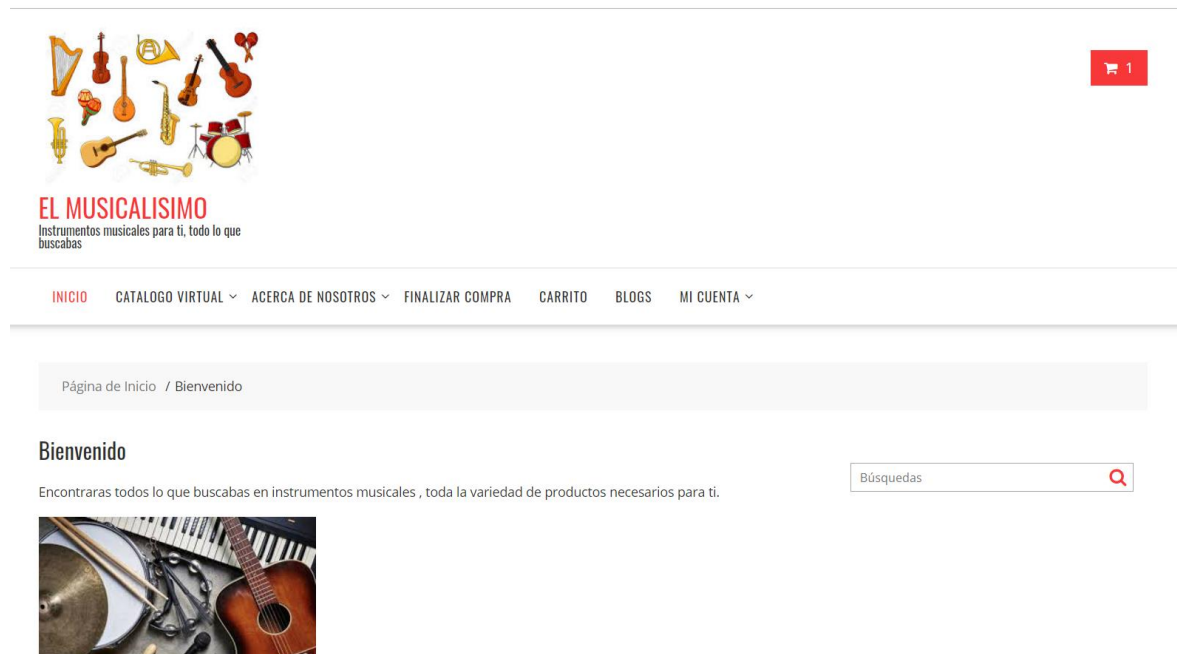 1
EL MUSICALISIMO
Instrumentos musicales para ti, todo lo que
buscabas
INICIO CATALOGO VIRTUAL ACERCA DE NOSOTROS FINALIZAR COMPRA CARRITO BLOGS MI CUENTA
Página de Inicio / Bienvenido
Bienvenido
Búsquedas
Encontraras todos lo que buscabas en instrumentos musicales , toda la variedad de productos necesarios para ti.